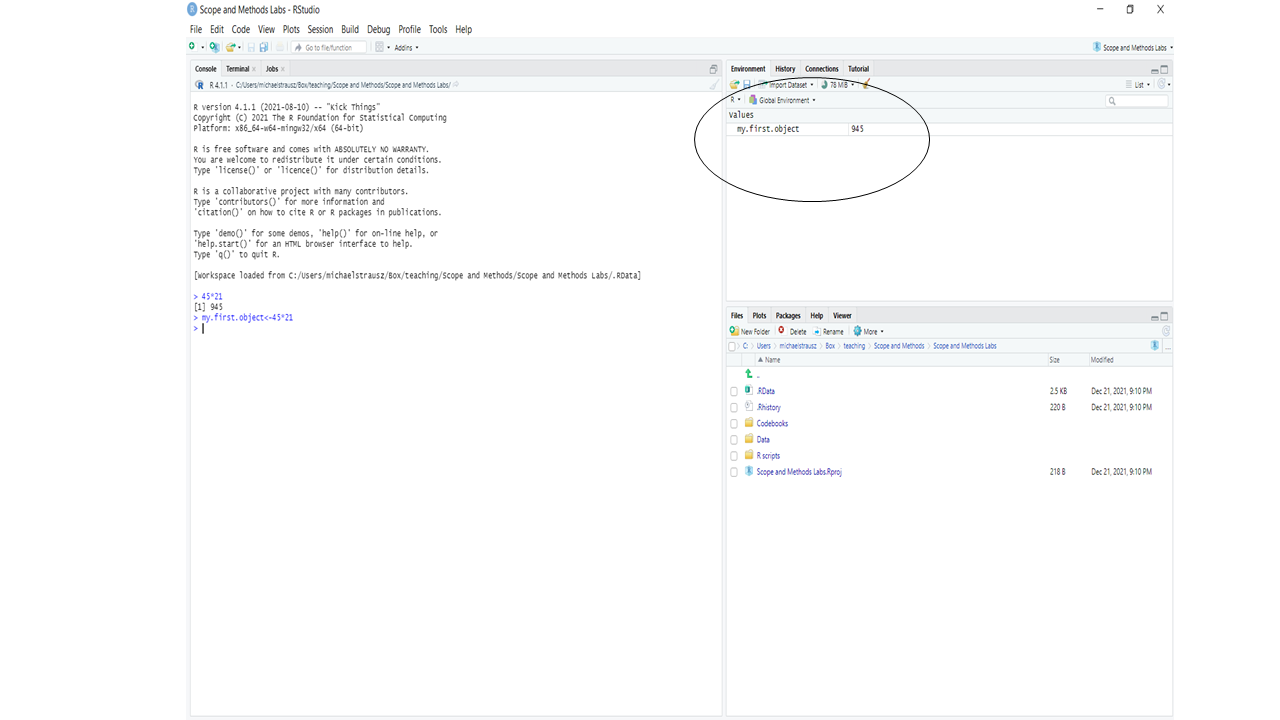 Scope and Methods Labs - RStudio
File Edit Code View Plots Session Build Debug Profile Tools Help
Go to file/function Addins Scope and Methods Labs
Console Terminal × Jobs ×
R 4.1.1 · C:/Users/michaelstrausz/Box/teaching/Scope and Methods/Scope and Methods Labs/
R version 4.1.1 (2021-08-10) -- "Kick Things"
Copyright (C) 2021 The R Foundation for Statistical Computing
Platform: x86_64-w64-mingw32/x64 (64-bit)
R is free software and comes with ABSOLUTELY NO WARRANTY.
You are welcome to redistribute it under certain conditions.
Type 'license()' or 'licence()' for distribution details.
R is a collaborative project with many contributors.
Type 'contributors()' for more information and
'citation()' on how to cite R or R packages in publications.
Type 'demo()' for some demos, 'help()' for on-line help, or
'help.start()' for an HTML browser interface to help.
Type 'q()' to quit R.
[Workspace loaded from C:/Users/michaelstrausz/Box/teaching/Scope and Methods/Scope and Methods Labs/.RData]
> 45*21
[1] 945
> my.first.object<-45*21
>
Environment History Connections Tutorial
Import Dataset 78 MiB List
R Global Environment
Values
my.first.object 945
Files Plots Packages Help Viewer
New Folder Delete Rename More
C: Users michaelstrausz Box teaching Scope and Methods Scope and Methods Labs ...
Name Size Modified
..
.RData 2.5 KB Dec 21, 2021, 9:10 PM
.Rhistory 220 B Dec 21, 2021, 9:10 PM
Codebooks
Data
R scripts
Scope and Methods Labs.Rproj 218 B Dec 21, 2021, 9:10 PM